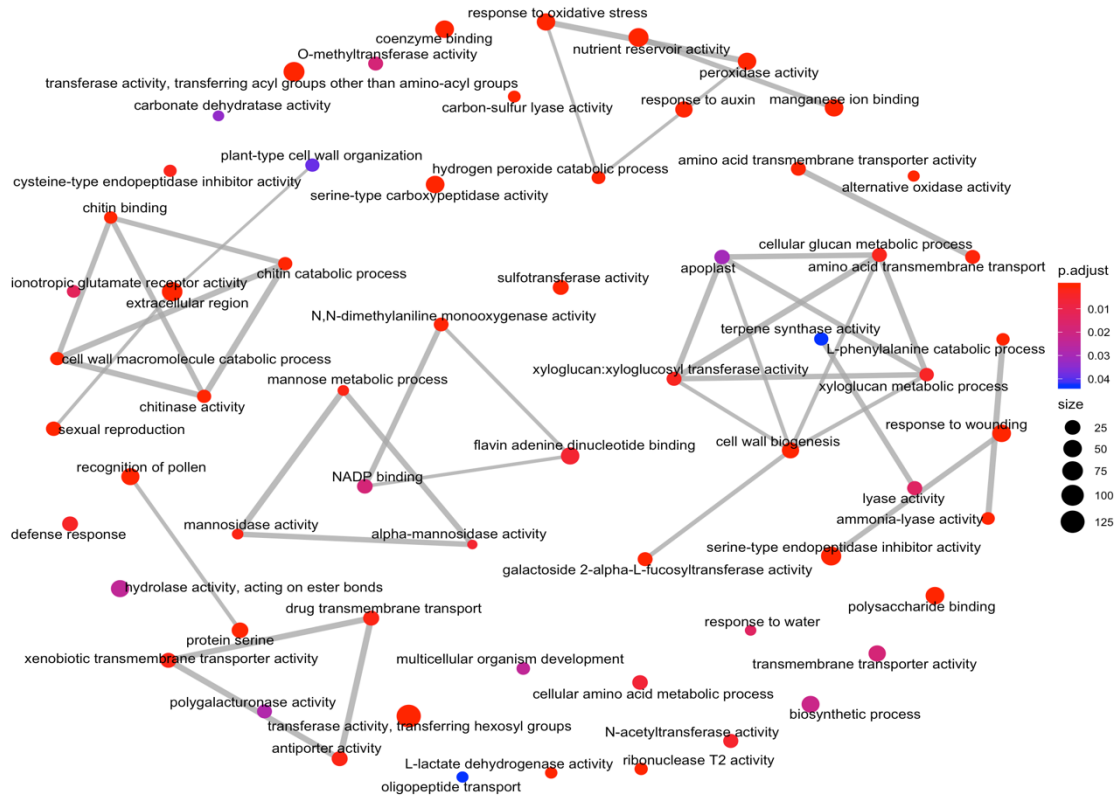 response to oxidative stress
coenzyme binding
nutrient reservoir activity
O-methyltransferase activity
peroxidase activity
transferase activity, transferring acyl groups other than amino-acyl groups
carbonate dehydratase activity
carbon-sulfur lyase activity
response to auxin
manganese ion binding
plant-type cell wall organization
hydrogen peroxide catabolic process
amino acid transmembrane transporter activity
cysteine-type endopeptidase inhibitor activity
serine-type carboxypeptidase activity
alternative oxidase activity
chitin binding
cellular glucan metabolic process
chitin catabolic process
apoplast
amino acid transmembrane transport
ionotropic glutamate receptor activity
sulfotransferase activity
extracellular region
N,N-dimethylaniline monooxygenase activity
terpene synthase activity
L-phenylalanine catabolic process
cell wall macromolecule catabolic process
mannose metabolic process
xyloglucan:xyloglucosyl transferase activity
xyloglucan metabolic process
chitinase activity
sexual reproduction
flavin adenine dinucleotide binding
cell wall biogenesis
response to wounding
recognition of pollen
NADP binding
lyase activity
mannosidase activity
ammonia-lyase activity
defense response
alpha-mannosidase activity
serine-type endopeptidase inhibitor activity
galactoside 2-alpha-L-fucosyltransferase activity
hydrolase activity, acting on ester bonds
drug transmembrane transport
polysaccharide binding
protein serine
response to water
xenobiotic transmembrane transporter activity
multicellular organism development
transmembrane transporter activity
cellular amino acid metabolic process
polygalacturonase activity
biosynthetic process
transferase activity, transferring hexosyl groups
N-acetyltransferase activity
antiporter activity
L-lactate dehydrogenase activity
ribonuclease T2 activity
oligopeptide transport
p.adjust
0.01
0.02
0.03
0.04
size
25
50
75
100
125